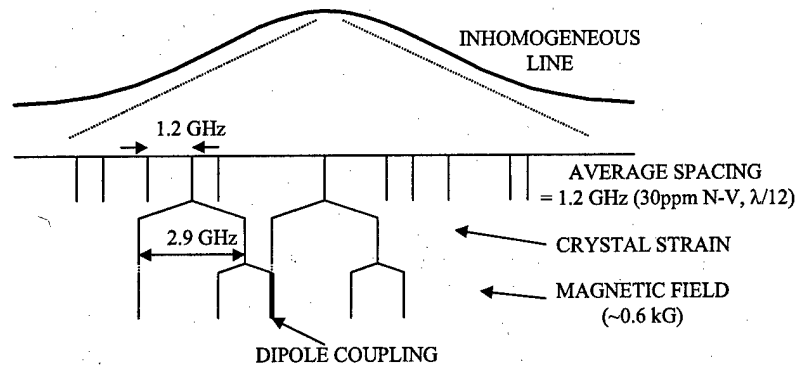 INHOMOGENEOUS
LINE
1.2 GHz
AVERAGE SPACING
= 1.2 GHz (30ppm N-V, λ/12)
2.9 GHz
CRYSTAL STRAIN
MAGNETIC FIELD
(~0.6 kG)
DIPOLE COUPLING